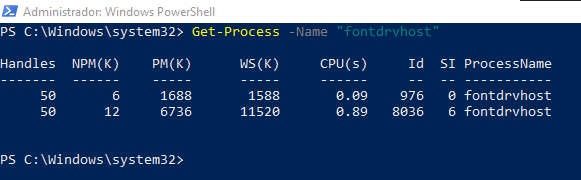 Administrador: Windows PowerShell
PS C:\Windows\system32> Get-Process -Name "fontdrvhost"
Handles  NPM(K)    PM(K)      WS(K)     CPU(s)     Id  SI ProcessName
-------  ------    -----      -----     ------     --  -- -----------
     50       6     1688       1588       0.09    976   0 fontdrvhost
     50      12     6736      11520       0.89   8036   6 fontdrvhost
PS C:\Windows\system32>